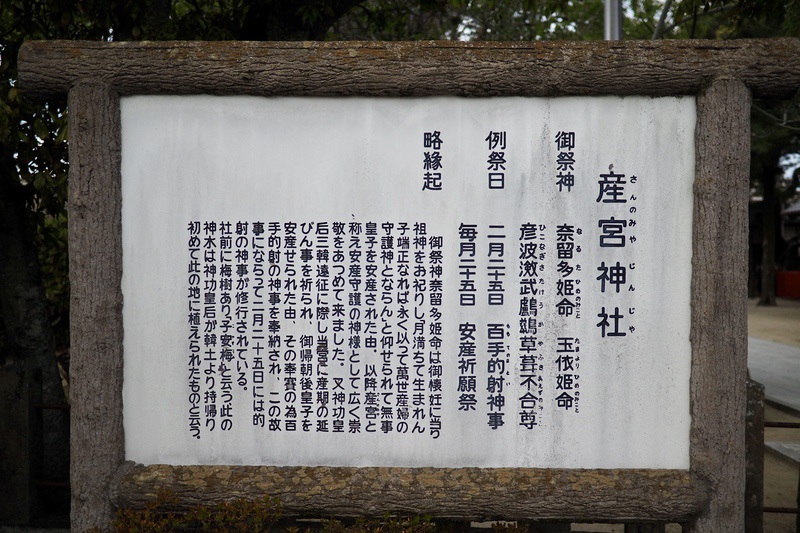 産宮神社
さんのみや じんじゃ
御祭神 奈留多姫命 玉依姫命
なるたひめのみこと たまよりひめのみこと
彦波激武鸕鷀草葺不合尊
ひこなぎさたけうがやふきあえずのみこと
例祭日 二月二十五日 百手的射神事
毎月二十五日 安産祈願祭
略縁起
御祭神奈留多姫命は御懐妊に当り
祖神をお祀りし「月満ちて生まれん
子端正なれば永く以って萬世産婦の
守護神とならん」と仰せられて無事
皇子を安産された由、以降産宮と
称え安産守護の神様として広く崇
敬をあつめて来ました。又神功皇
后三韓遠征に際し当宮に産期の延
びん事を祈られ、御帰朝後皇子を
安産せられた由、その奉賽の為百
手的射の神事を奉納され、この故
事にならって二月二十五日には的
射の神事が修行されている。
社前に梅樹あり、子安梅と云う此の
神木は神功皇后が韓土より持帰り
初めて此の地に植えられたものと云う。